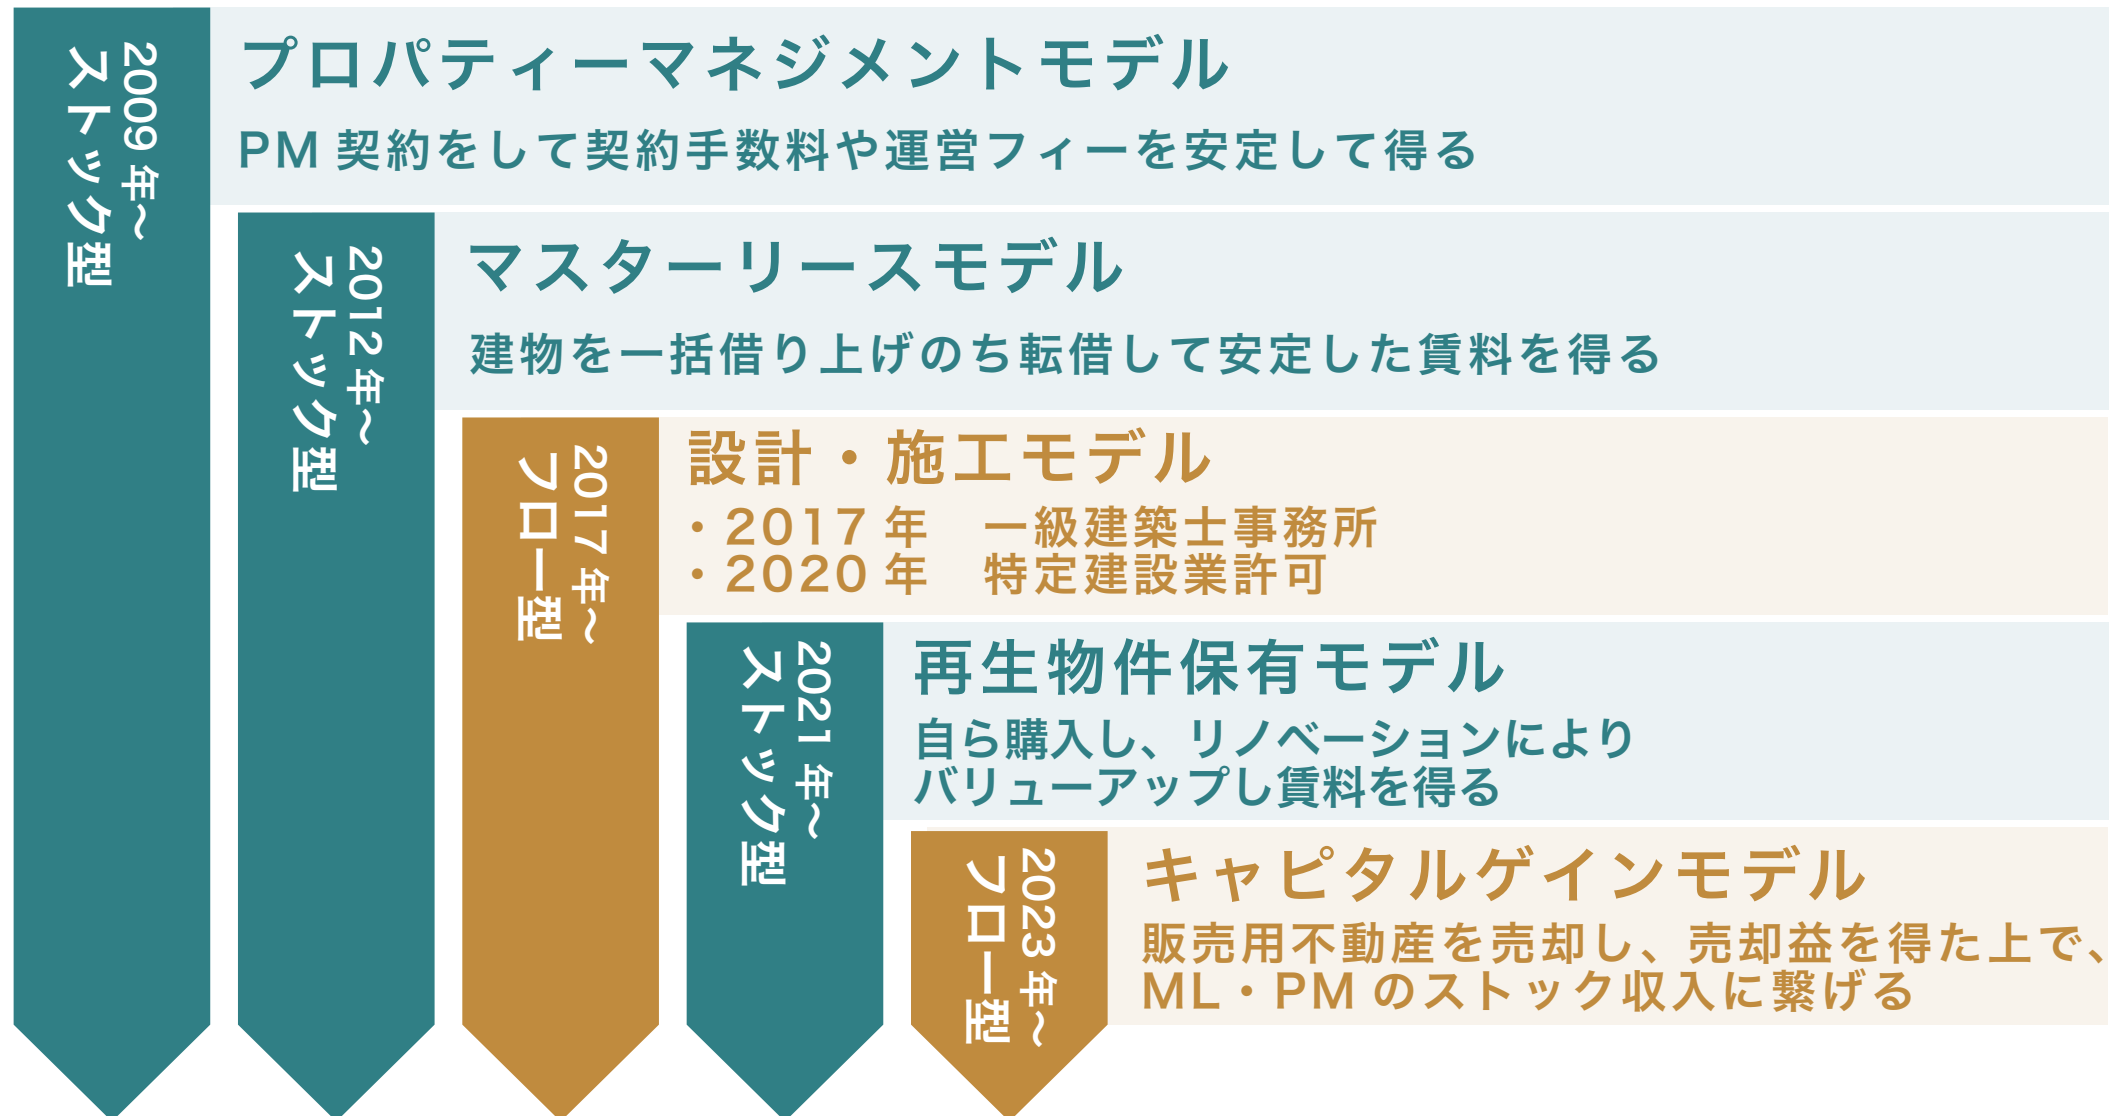 2009年〜
ストック型
プロパティーマネジメントモデル
PM契約をして契約手数料や運営フィーを安定して得る
2012年〜
ストック型
マスターリースモデル
建物を一括借り上げのち転借して安定した賃料を得る
2017年〜
フロー型
設計・施工モデル
・2017年　一級建築士事務所
・2020年　特定建設業許可
2021年〜
ストック型
再生物件保有モデル
自ら購入し、リノベーションにより
バリューアップし賃料を得る
2023年〜
フロー型
キャピタルゲインモデル
販売用不動産を売却し、売却益を得た上で、
ML・PMのストック収入に繋げる